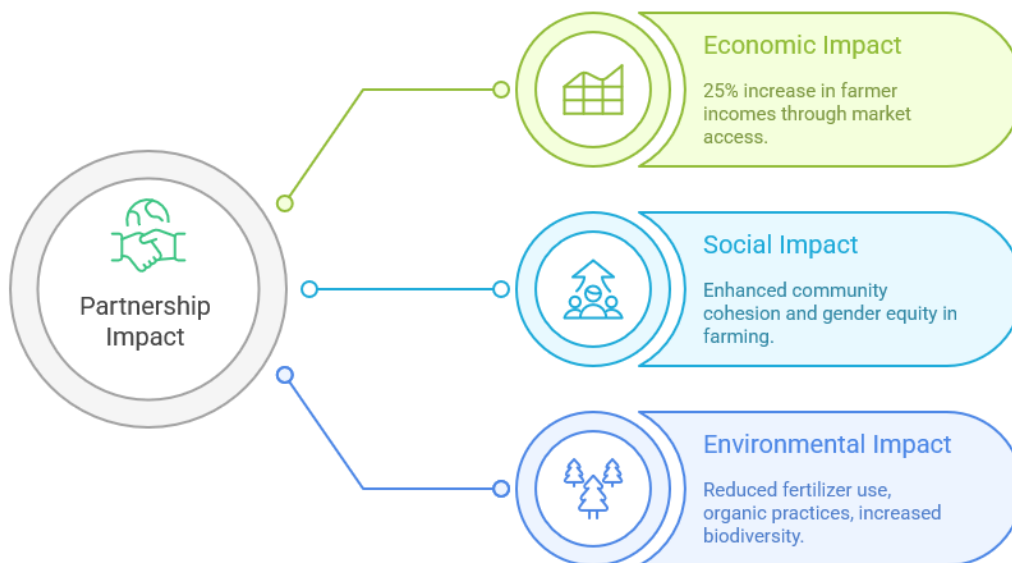 Partnership
Impact
Economic Impact
25% increase in farmer
incomes through market
access.
Social Impact
Enhanced community
cohesion and gender equity in
farming.
Environmental Impact
Reduced fertilizer use,
organic practices, increased
biodiversity.